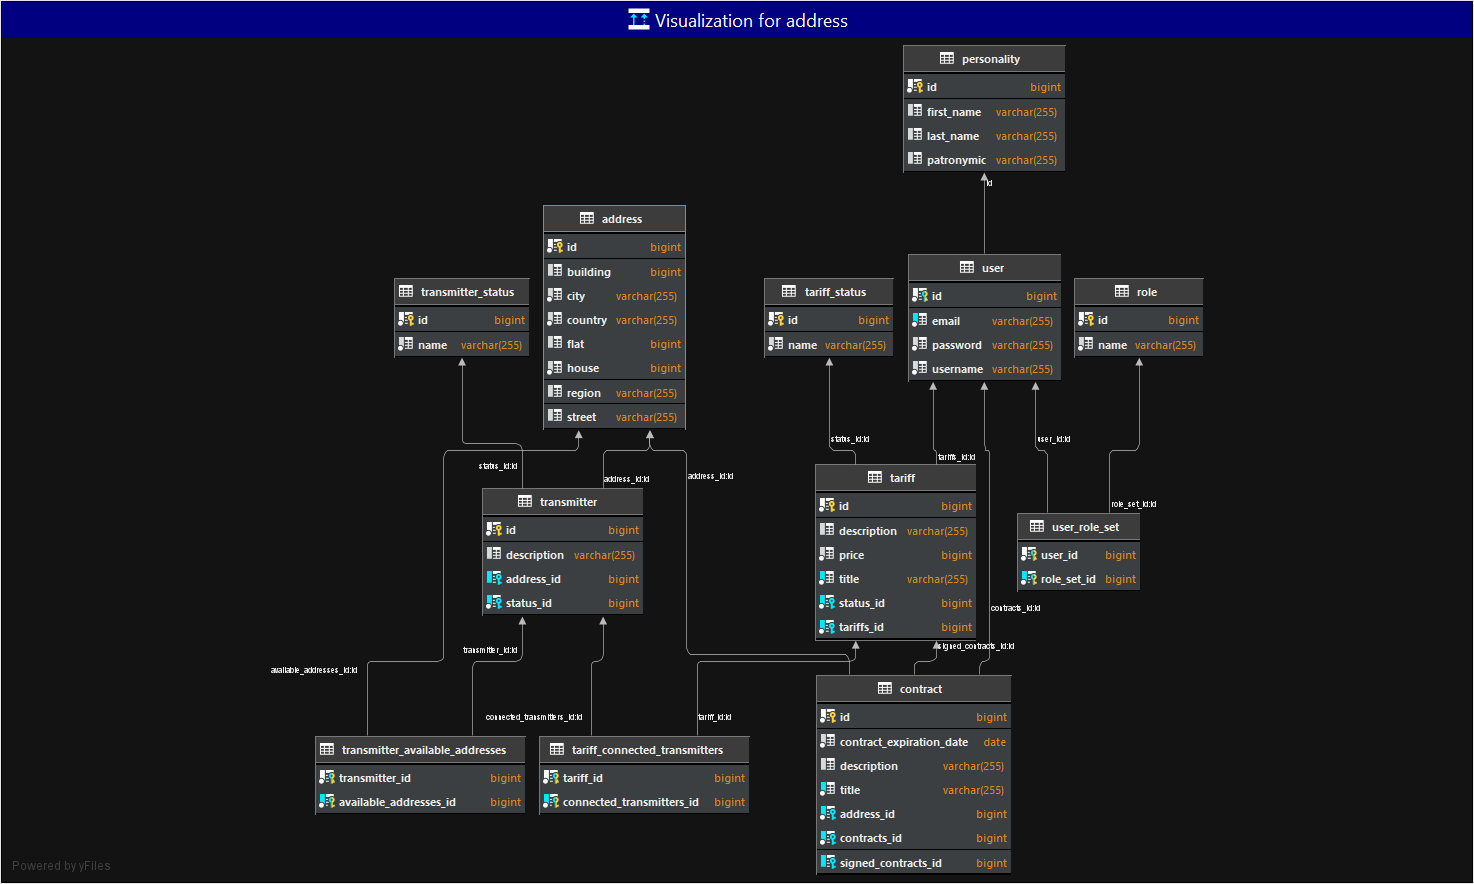 Visualization for address
personality
id bigint
first_name varchar(255)
last_name varchar(255)
patronymic varchar(255)
id
address
id bigint
building bigint
city varchar(255)
country varchar(255)
flat bigint
house bigint
region varchar(255)
street varchar(255)
transmitter_status
id bigint
name varchar(255)
tariff_status
id bigint
name varchar(255)
user
id bigint
email varchar(255)
password varchar(255)
username varchar(255)
role
id bigint
name varchar(255)
status_id:id
address_id:id
address_id:id
status_id:id
tariffs_id:id
user_id:id
role_set_id:id
transmitter
id bigint
description varchar(255)
address_id bigint
status_id bigint
tariff
id bigint
description varchar(255)
price bigint
title varchar(255)
status_id bigint
tariffs_id bigint
user_role_set
user_id bigint
role_set_id bigint
contracts_id:id
signed_contracts_id:id
available_addresses_id:id
transmitter_id:id
connected_transmitters_id:id
tariff_id:id
transmitter_available_addresses
transmitter_id bigint
available_addresses_id bigint
tariff_connected_transmitters
tariff_id bigint
connected_transmitters_id bigint
contract
id bigint
contract_expiration_date date
description varchar(255)
title varchar(255)
address_id bigint
contracts_id bigint
signed_contracts_id bigint
Powered by yFiles